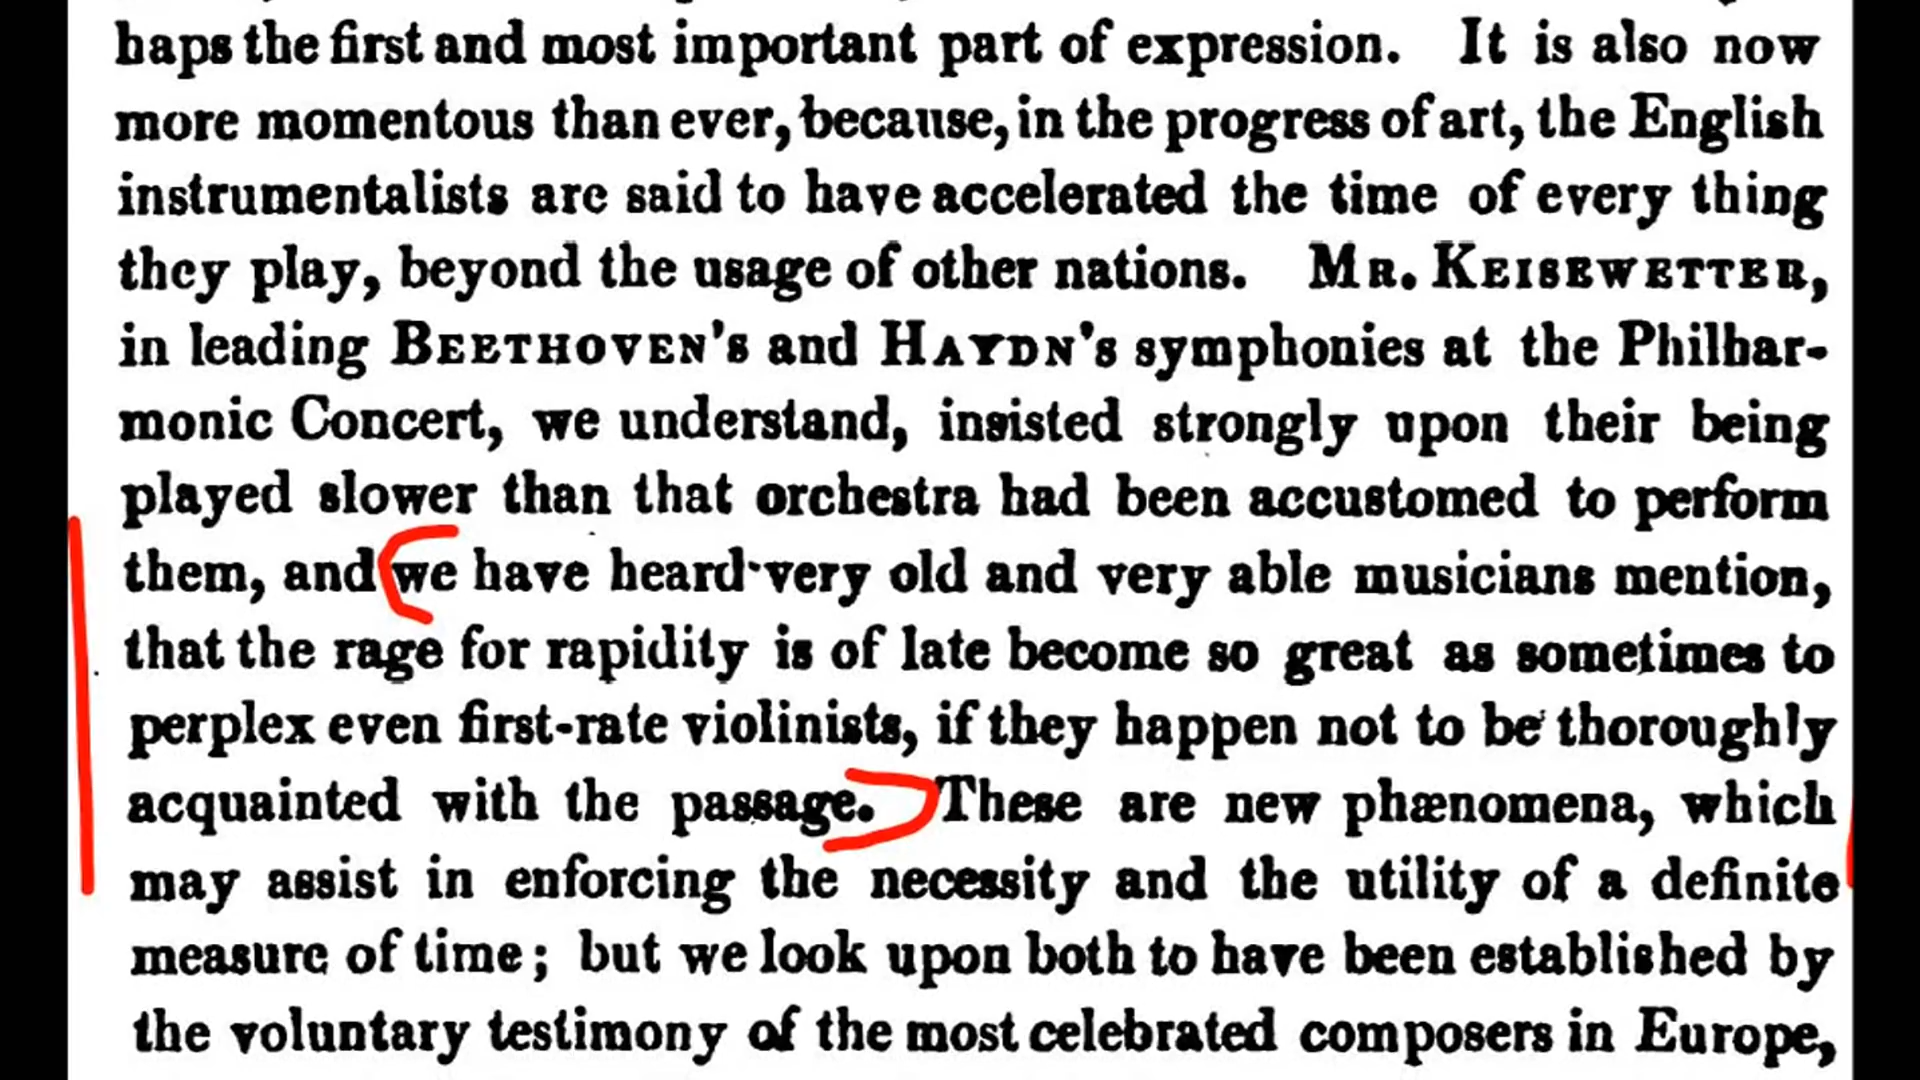 haps the first and most important part of expression. It is also now
more momentous than ever, because, in the progress of art, the English
instrumentalists are said to have accelerated the time of every thing
they play, beyond the usage of other nations. MR. KEISEWETTER,
in leading BEETHOVEN's and HAYDN's symphonies at the Philhar-
monic Concert, we understand, insisted strongly upon their being
played slower than that orchestra had been accustomed to perform
them, and we have heard very old and very able musicians mention,
that the rage for rapidity is of late become so great as sometimes to
perplex even first-rate violinists, if they happen not to be thoroughly
acquainted with the passage. These are new phænomena, which
may assist in enforcing the necessity and the utility of a definite
measure of time; but we look upon both to have been established by
the voluntary testimony of the most celebrated composers in Europe,